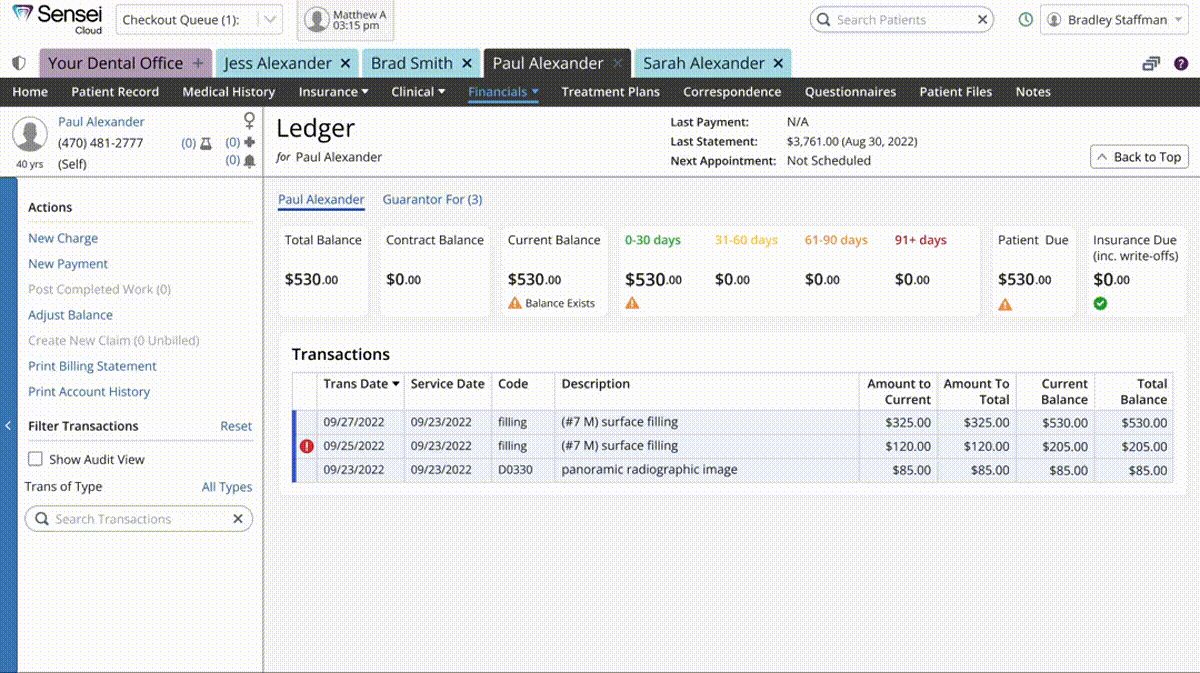 Sensei Cloud
Checkout Queue (1):
Matthew A
03:15 pm
Search Patients
Bradley Staffman
Your Dental Office +
Jess Alexander ×
Brad Smith ×
Paul Alexander ×
Sarah Alexander ×
?
Home Patient Record Medical History Insurance Clinical Financials Treatment Plans Correspondence Questionnaires Patient Files Notes
Paul Alexander
(470) 481-2777
(Self)
40 yrs
(0) (0)
(0)
Ledger
for Paul Alexander
Last Payment: N/A
Last Statement: $3,761.00 (Aug 30, 2022)
Next Appointment: Not Scheduled
Back to Top
Actions
New Charge
New Payment
Post Completed Work (0)
Adjust Balance
Create New Claim (0 Unbilled)
Print Billing Statement
Print Account History
Filter Transactions Reset
Show Audit View
Trans of Type All Types
Search Transactions
Paul Alexander Guarantor For (3)
Total Balance
$530.00
Contract Balance
$0.00
Current Balance
$530.00
Balance Exists
0-30 days 31-60 days 61-90 days 91+ days
$530.00 $0.00 $0.00 $0.00
Patient Due
$530.00
Insurance Due
(inc. write-offs)
$0.00
Transactions
Trans Date Service Date Code Description Amount to Current Amount To Total Current Balance Total Balance
09/27/2022 09/23/2022 filling (#7 M) surface filling $325.00 $325.00 $530.00 $530.00
09/25/2022 09/23/2022 filling (#7 M) surface filling $120.00 $120.00 $205.00 $205.00
09/23/2022 09/23/2022 D0330 panoramic radiographic image $85.00 $85.00 $85.00 $85.00